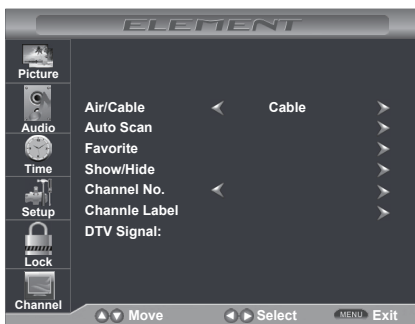 ELEMENT
Picture
Audio
Time
Setup
Lock
Channel
Air/Cable Cable
Auto Scan
Favorite
Show/Hide
Channel No.
Channle Label
DTV Signal:
Move Select MENU Exit